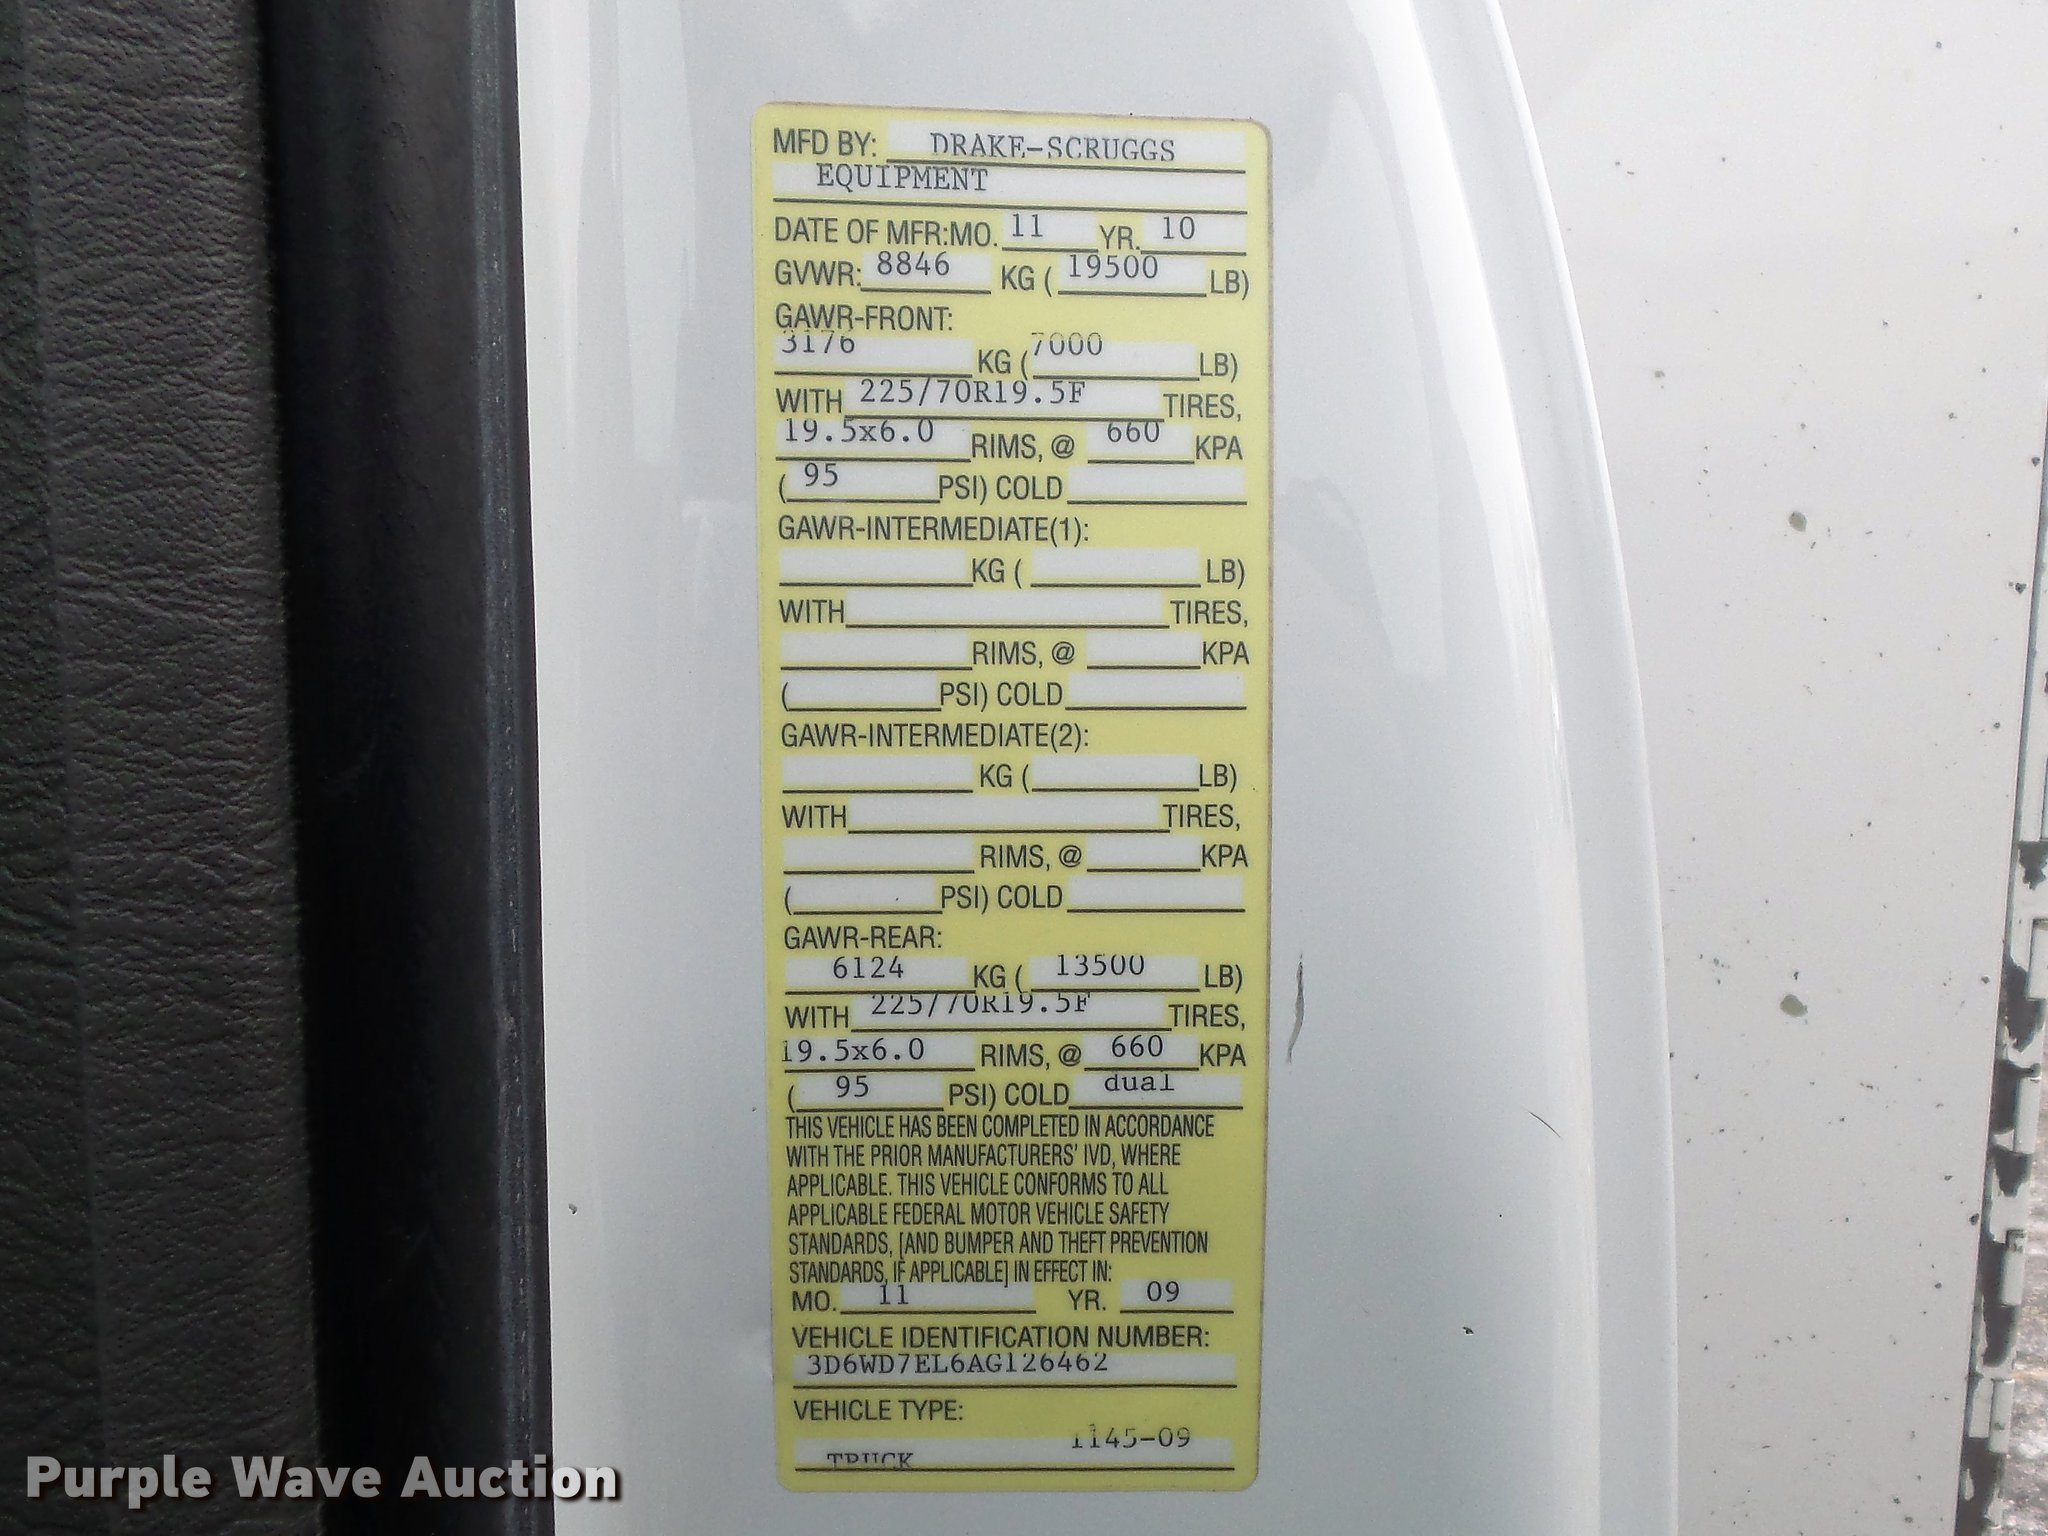 MFD BY: DRAKE-SCRUGGS
EQUIPMENT
DATE OF MFR:MO. 11 YR. 10
GVWR: 8846 KG ( 19500 LB)
GAWR-FRONT:
3176 KG ( 7000 LB)
WITH 225/70R19.5F TIRES,
19.5x6.0 RIMS, @ 660 KPA
( 95 PSI) COLD
GAWR-INTERMEDIATE(1):
KG ( LB)
WITH TIRES,
RIMS, @ KPA
( PSI) COLD
GAWR-INTERMEDIATE(2):
KG ( LB)
WITH TIRES,
RIMS, @ KPA
( PSI) COLD
GAWR-REAR:
6124 KG ( 13500 LB)
WITH 225/70R19.5F TIRES,
19.5x6.0 RIMS, @ 660 KPA
( 95 PSI) COLD dual
THIS VEHICLE HAS BEEN COMPLETED IN ACCORDANCE
WITH THE PRIOR MANUFACTURERS' IVD, WHERE
APPLICABLE. THIS VEHICLE CONFORMS TO ALL
APPLICABLE FEDERAL MOTOR VEHICLE SAFETY
STANDARDS, [AND BUMPER AND THEFT PREVENTION
STANDARDS, IF APPLICABLE] IN EFFECT IN:
MO. 11 YR. 09
VEHICLE IDENTIFICATION NUMBER:
3D6WD7EL6AG126462
VEHICLE TYPE:
1145-09
TRUCK
Purple Wave Auction